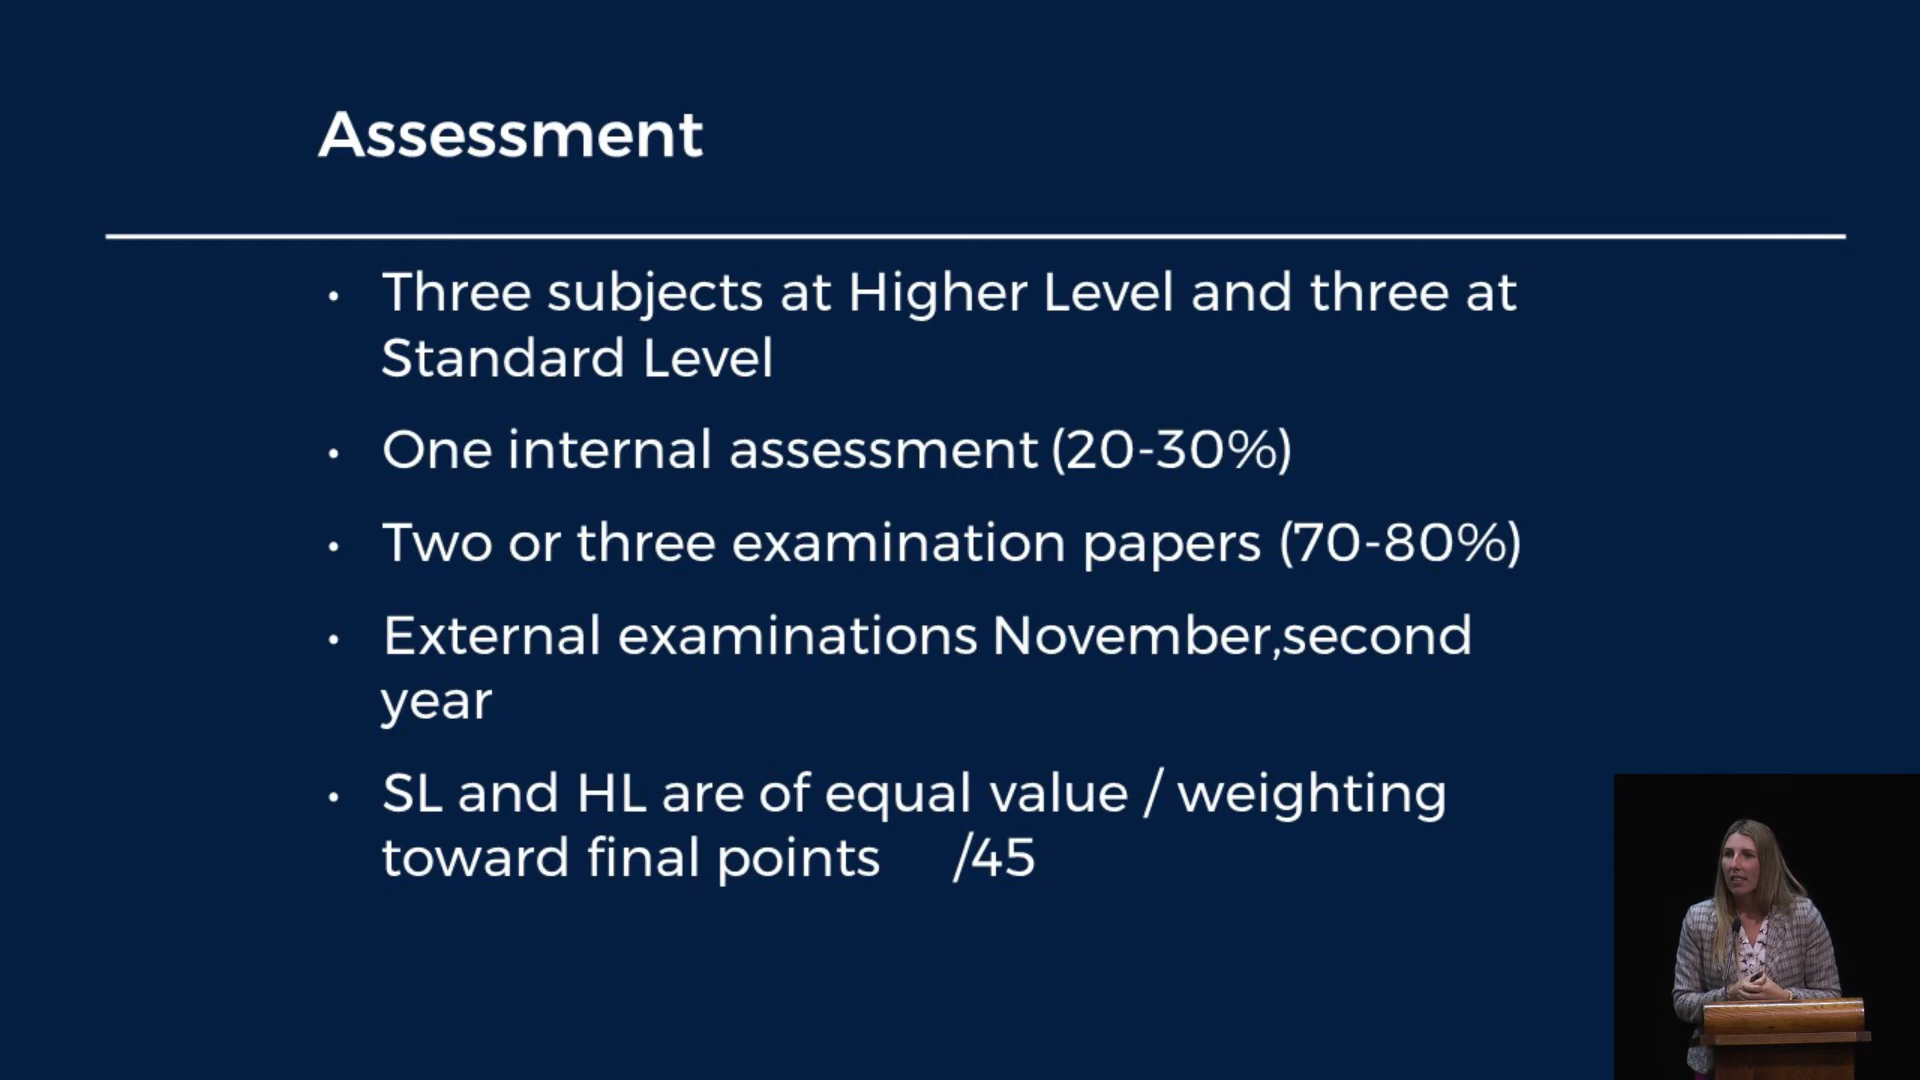 Assessment
• Three subjects at Higher Level and three at
Standard Level
• One internal assessment (20-30%)
• Two or three examination papers (70-80%)
• External examinations November,second
year
• SL and HL are of equal value / weighting
toward final points /45